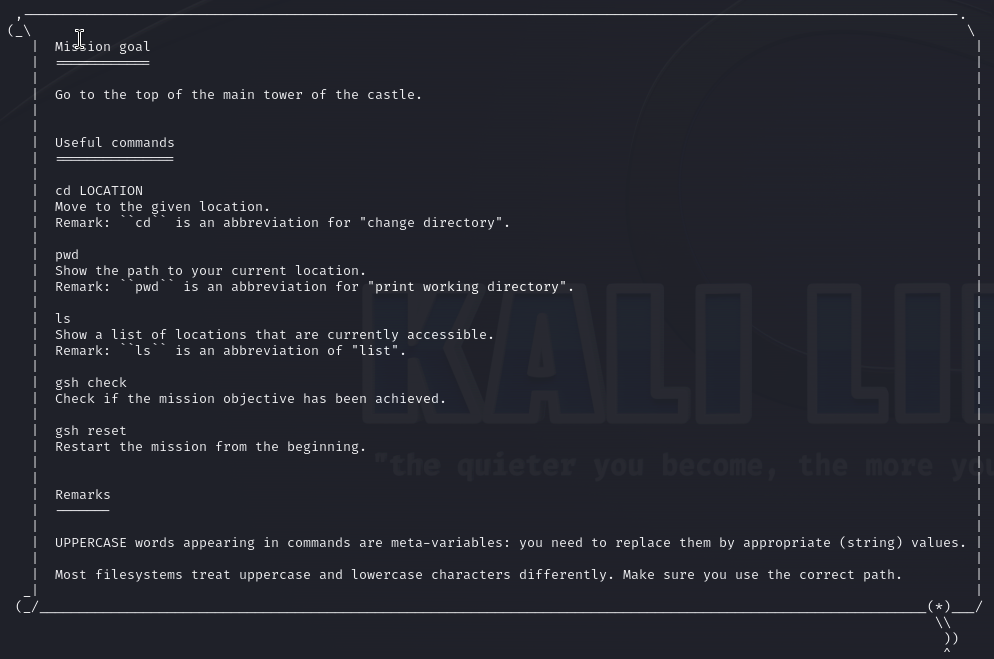 Mission goal
============
Go to the top of the main tower of the castle.
Useful commands
===============
cd LOCATION
Move to the given location.
Remark: ``cd`` is an abbreviation for "change directory".
pwd
Show the path to your current location.
Remark: ``pwd`` is an abbreviation for "print working directory".
ls
Show a list of locations that are currently accessible.
Remark: ``ls`` is an abbreviation of "list".
gsh check
Check if the mission objective has been achieved.
gsh reset
Restart the mission from the beginning.
KALI LI
"the quieter you become, the more you
Remarks
-------
UPPERCASE words appearing in commands are meta-variables: you need to replace them by appropriate (string) values.
Most filesystems treat uppercase and lowercase characters differently. Make sure you use the correct path.